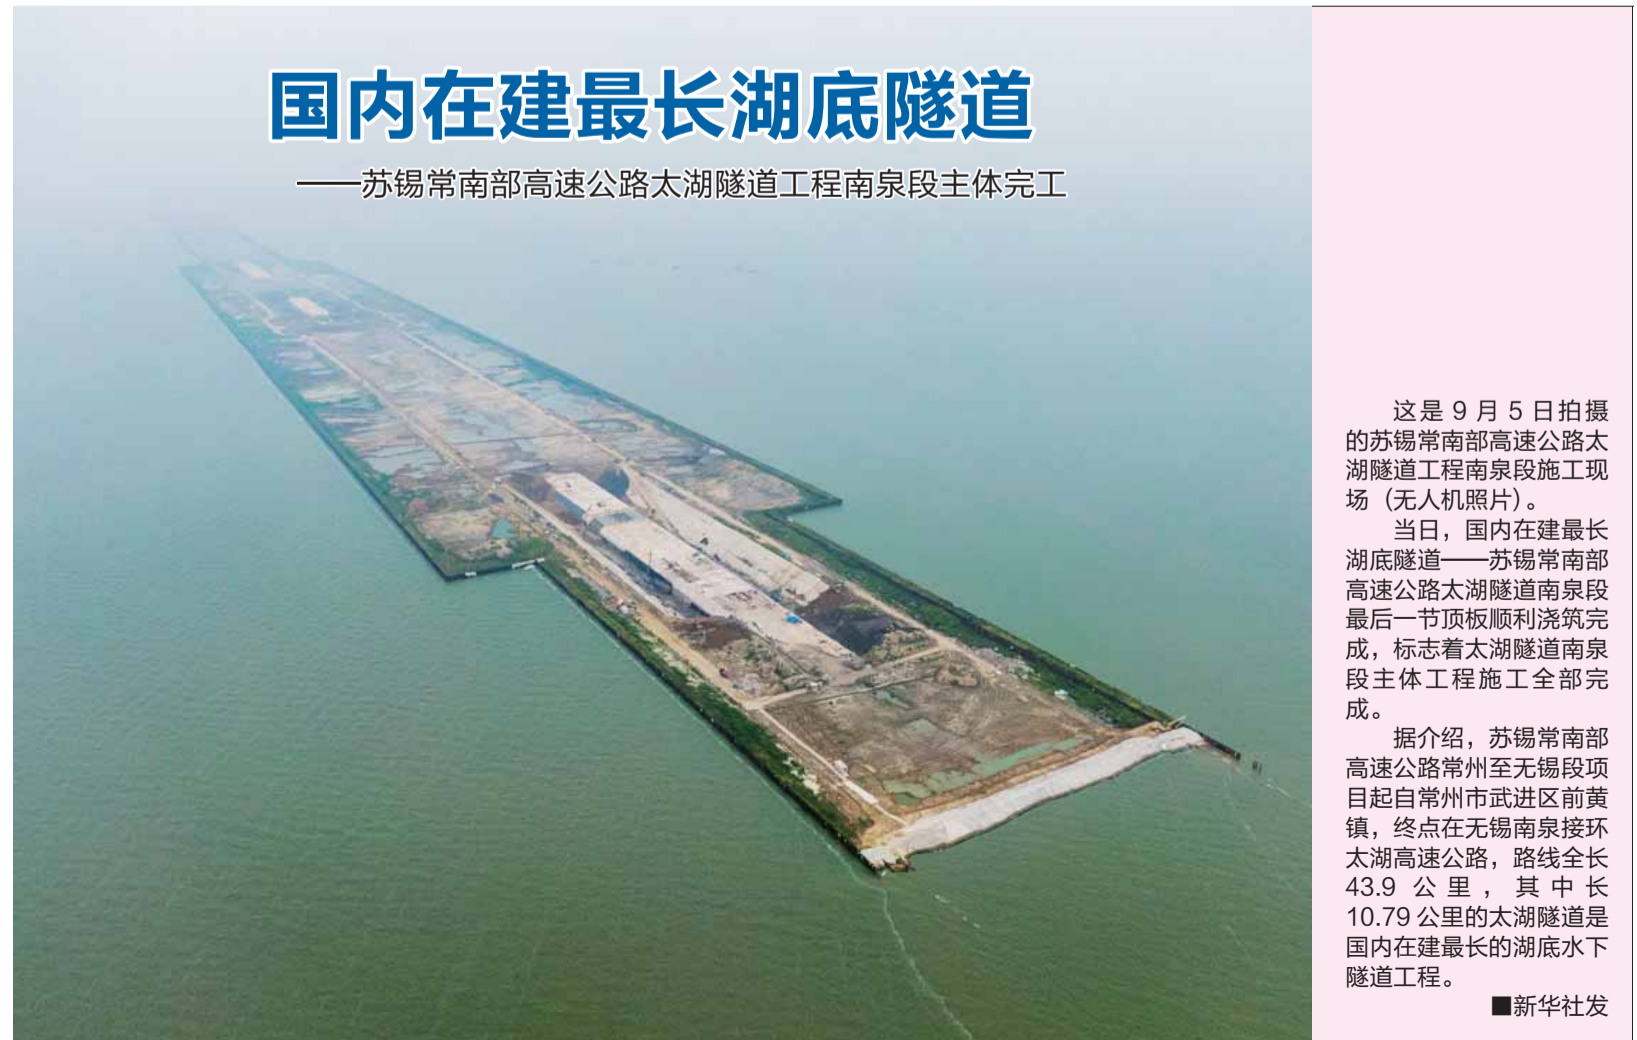 国内在建最长湖底隧道
——苏锡常南部高速公路太湖隧道工程南泉段主体完工
这是9月5日拍摄
的苏锡常南部高速公路太
湖隧道工程南泉段施工现
场（无人机照片）。
当日，国内在建最长
湖底隧道——苏锡常南部
高速公路太湖隧道南泉段
最后一节顶板顺利浇筑完
成，标志着太湖隧道南泉
段主体工程施工全部完
成。
据介绍，苏锡常南部
高速公路常州至无锡段项
目起自常州市武进区前黄
镇，终点在无锡南泉接环
太湖高速公路，路线全长
43.9公里，其中长
10.79公里的太湖隧道是
国内在建最长的湖底水下
隧道工程。
■新华社发